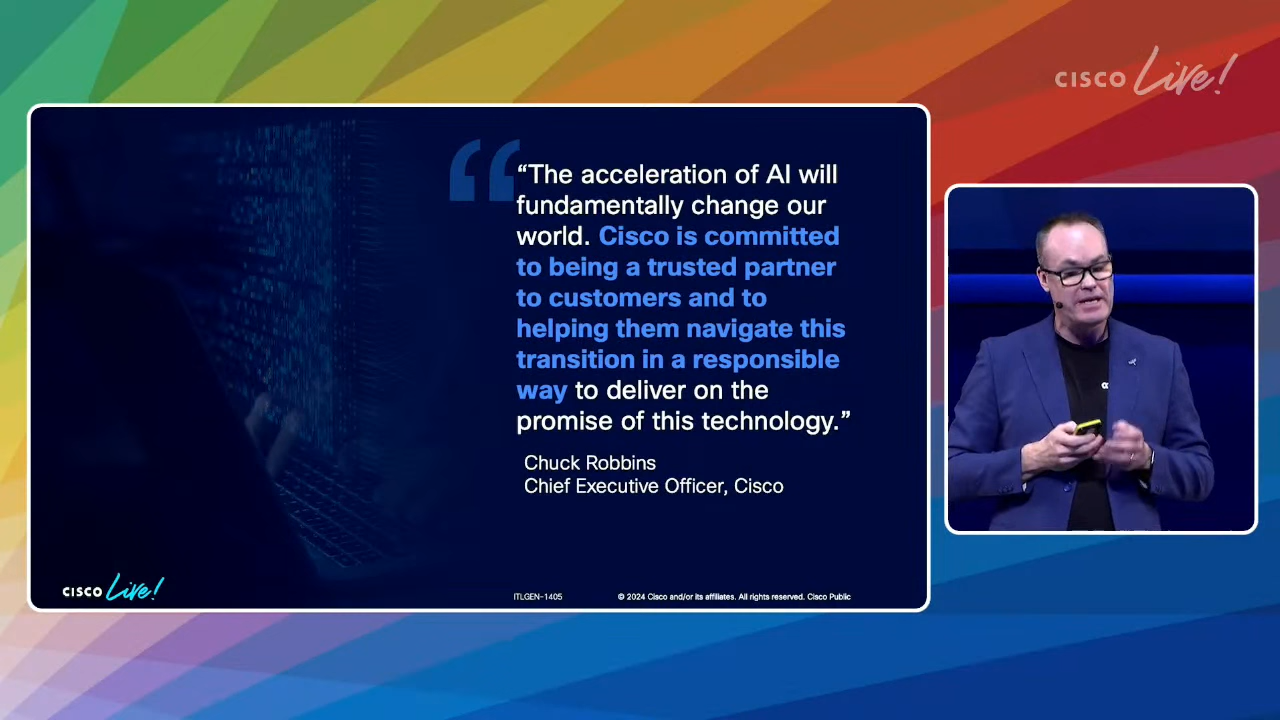 CISCO Live!
“The acceleration of AI will
fundamentally change our
world. Cisco is committed
to being a trusted partner
to customers and to
helping them navigate this
transition in a responsible
way to deliver on the
promise of this technology.”
Chuck Robbins
Chief Executive Officer, Cisco
CISCO Live!
ITLGEN-1405
© 2024 Cisco and/or its affiliates. All rights reserved. Cisco Public